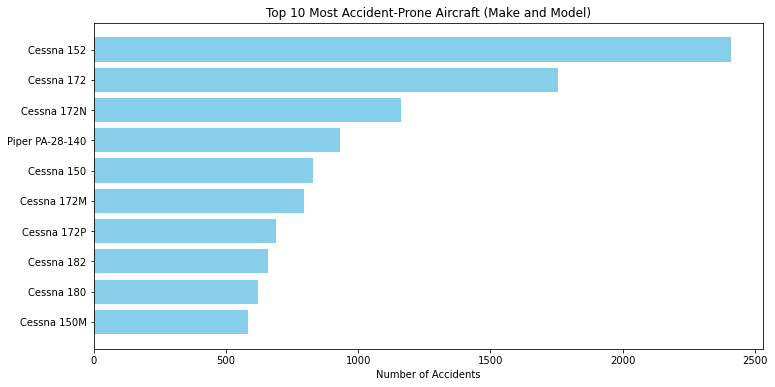 Top 10 Most Accident-Prone Aircraft (Make and Model)
Cessna 152
Cessna 172
Cessna 172N
Piper PA-28-140
Cessna 150
Cessna 172M
Cessna 172P
Cessna 182
Cessna 180
Cessna 150M
0 500 1000 1500 2000 2500
Number of Accidents